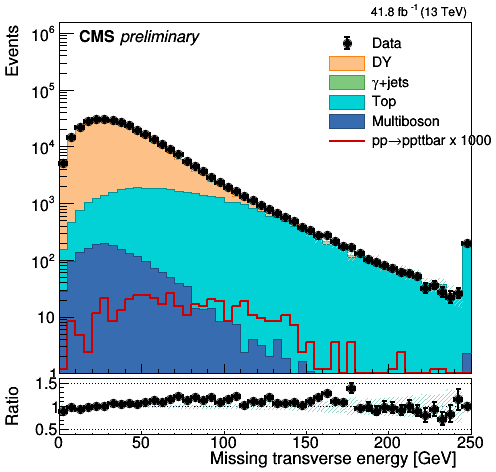 41.8 fb⁻¹ (13 TeV)
CMS preliminary
Events
10⁶
10⁵
10⁴
10³
10²
10
1
Data
DY
γ+jets
Top
Multiboson
pp→ppttbar x 1000
Ratio
1.5
1
0.5
0 50 100 150 200 250
Missing transverse energy [GeV]